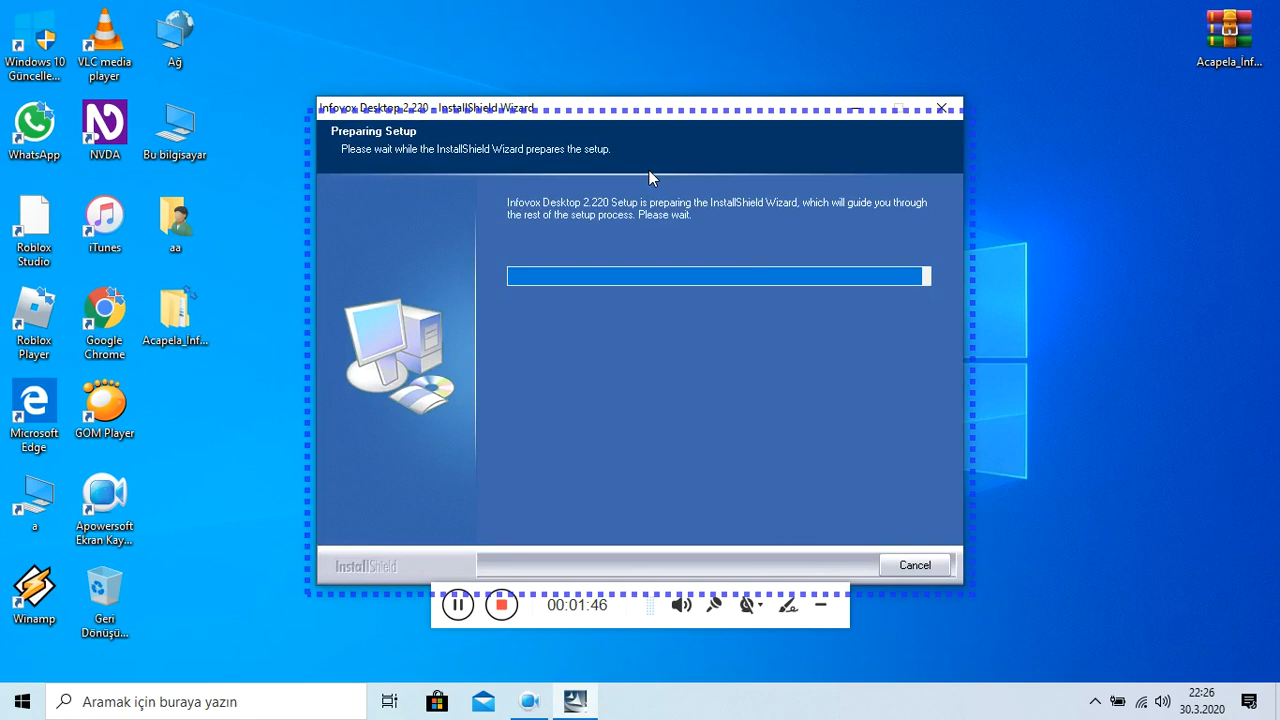 Windows 10
Güncelle...
VLC media
player
Ağ
Acapela_İnf...
WhatsApp
NVDA
Bu bilgisayar
Roblox
Studio
iTunes
aa
Roblox
Player
Google
Chrome
Acapela_İnf...
Microsoft
Edge
GOM Player
a
Apowersoft
Ekran Kay...
Winamp
Geri
Dönüşü...
Infovox Desktop 2.220 - InstallShield Wizard
Preparing Setup
Please wait while the InstallShield Wizard prepares the setup.
Infovox Desktop 2.220 Setup is preparing the InstallShield Wizard, which will guide you through
the rest of the setup process. Please wait.
InstallShield
Cancel
00:01:46
Aramak için buraya yazın
22:26
30.3.2020